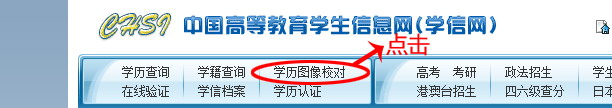 CHSI 中国高等教育学生信息网(学信网)
点击
学历查询 学籍查询 学历图像校对 高考 考研 政法招生 学
在线验证 学信档案 学历认证 港澳台招生 四六级查分 日